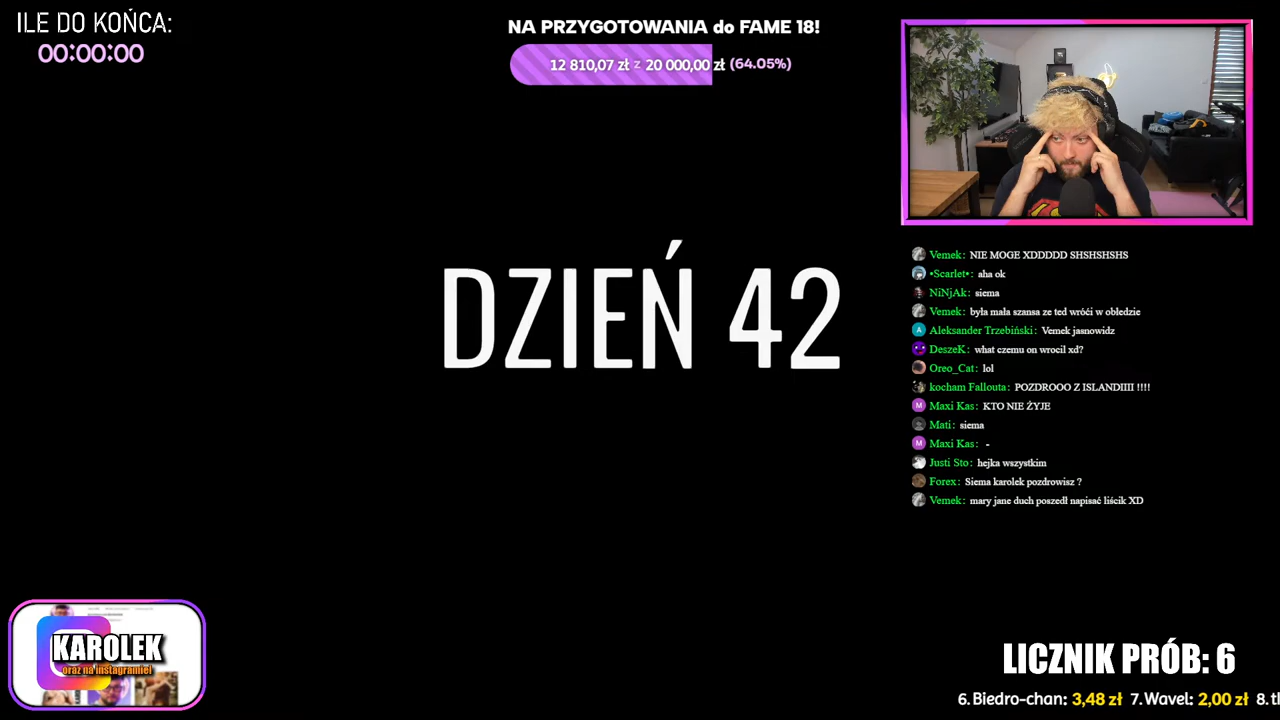 ILE DO KOŃCA:
00:00:00
NA PRZYGOTOWANIA do FAME 18!
12 810,07 zł z 20 000,00 zł (64.05%)
DZIEŃ 42
Vemek: NIE MOGE XDDDDD SHSHSHSHS
•Scarlet•: aha ok
NiNjAk: siema
Vemek: była mała szansa ze ted wróći w obłedzie
Aleksander Trzebiński: Vemek jasnowidz
DeszeK: what czemu on wrocil xd?
Oreo_Cat: lol
kocham Fallouta: POZDROOO Z ISLANDIIII !!!!
Maxi Kas: KTO NIE ŻYJE
Mati: siema
Maxi Kas: -
Justi Sto: hejka wszystkim
Forex: Siema karolek pozdrowisz ?
Vemek: mary jane duch poszedł napisać liścik XD
KAROLEK
oraz na instagramie!
LICZNIK PRÓB: 6
6. Biedro-chan: 3,48 zł 7. Wavel: 2,00 zł 8. tl